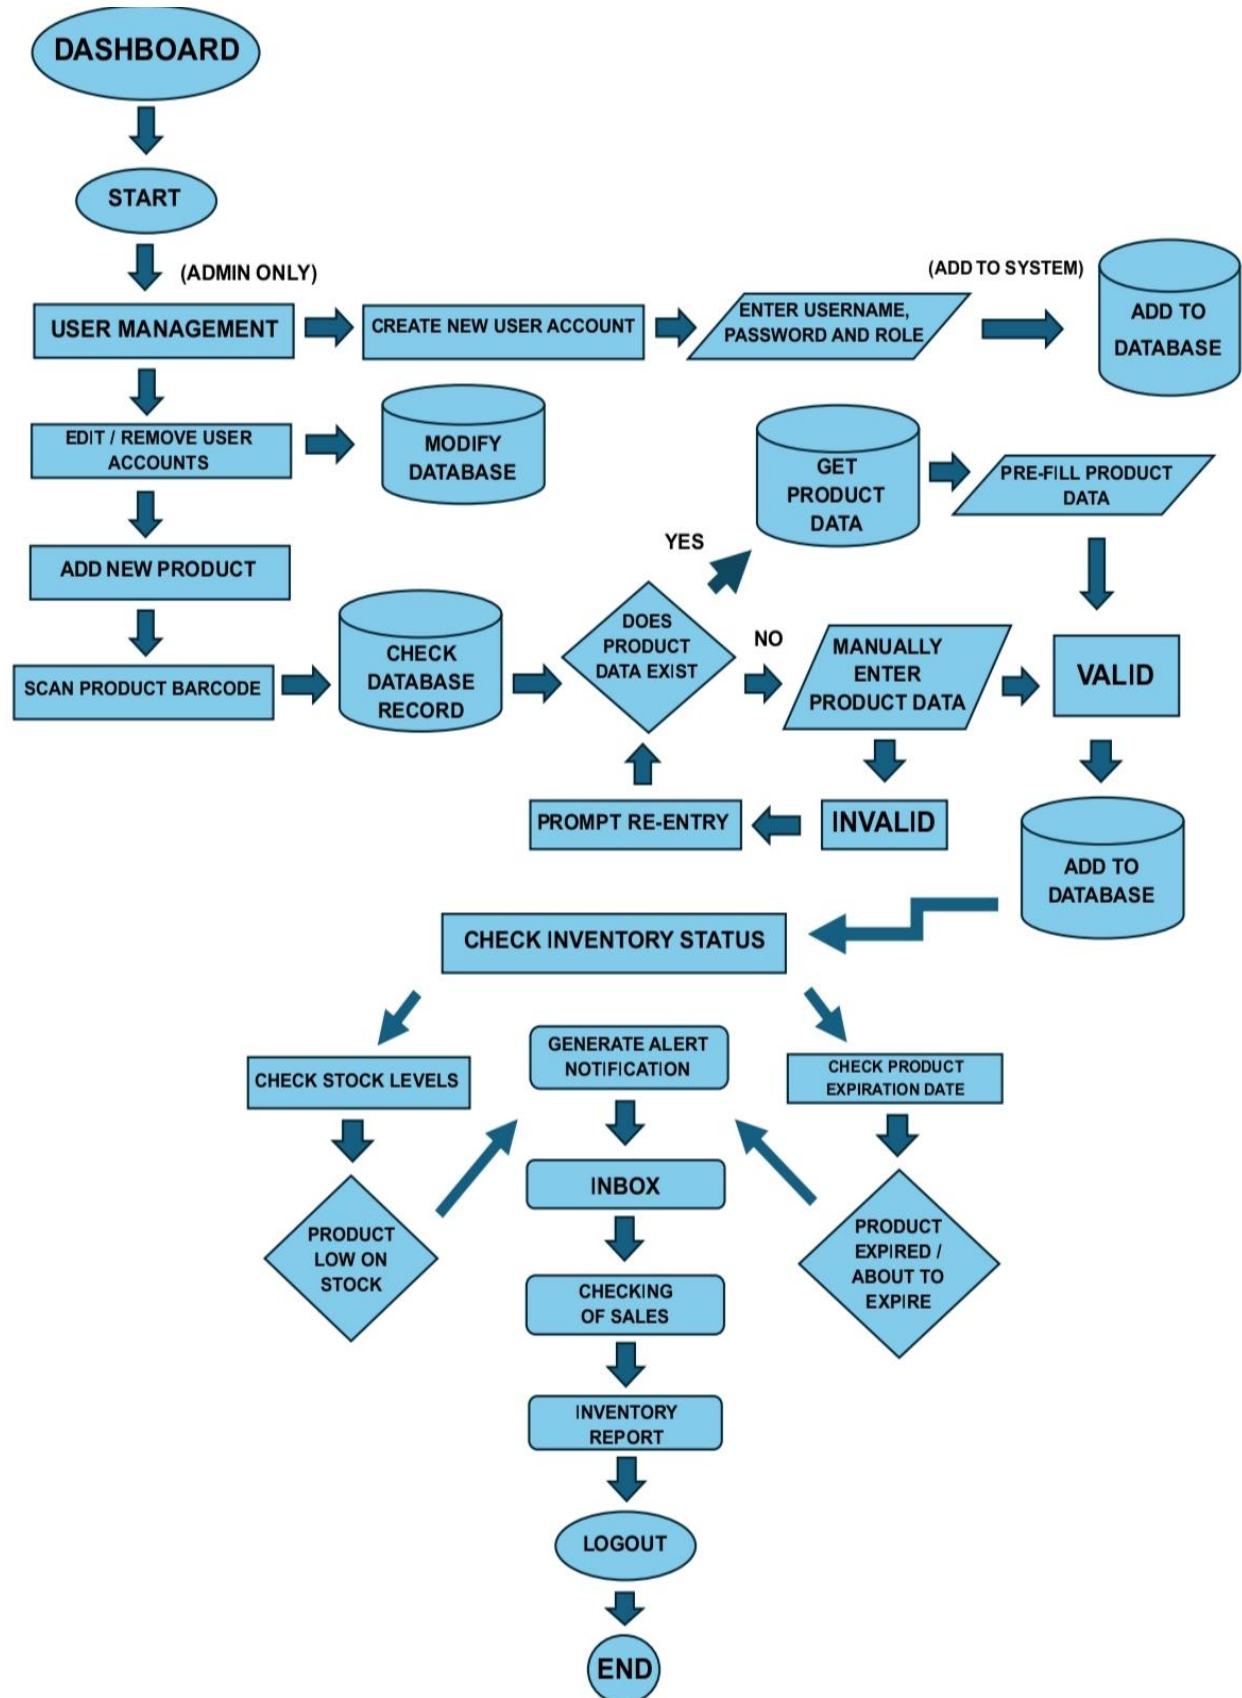 DASHBOARD
START
(ADMIN ONLY)
USER MANAGEMENT
CREATE NEW USER ACCOUNT
ENTER USERNAME,
PASSWORD AND ROLE
(ADD TO SYSTEM)
ADD TO
DATABASE
EDIT / REMOVE USER
ACCOUNTS
MODIFY
DATABASE
GET
PRODUCT
DATA
PRE-FILL PRODUCT
DATA
ADD NEW PRODUCT
YES
SCAN PRODUCT BARCODE
CHECK
DATABASE
RECORD
DOES
PRODUCT
DATA EXIST
NO
MANUALLY
ENTER
PRODUCT DATA
VALID
PROMPT RE-ENTRY
INVALID
ADD TO
DATABASE
CHECK INVENTORY STATUS
CHECK STOCK LEVELS
GENERATE ALERT
NOTIFICATION
CHECK PRODUCT
EXPIRATION DATE
INBOX
PRODUCT
LOW ON
STOCK
PRODUCT
EXPIRED /
ABOUT TO
EXPIRE
CHECKING
OF SALES
INVENTORY
REPORT
LOGOUT
END